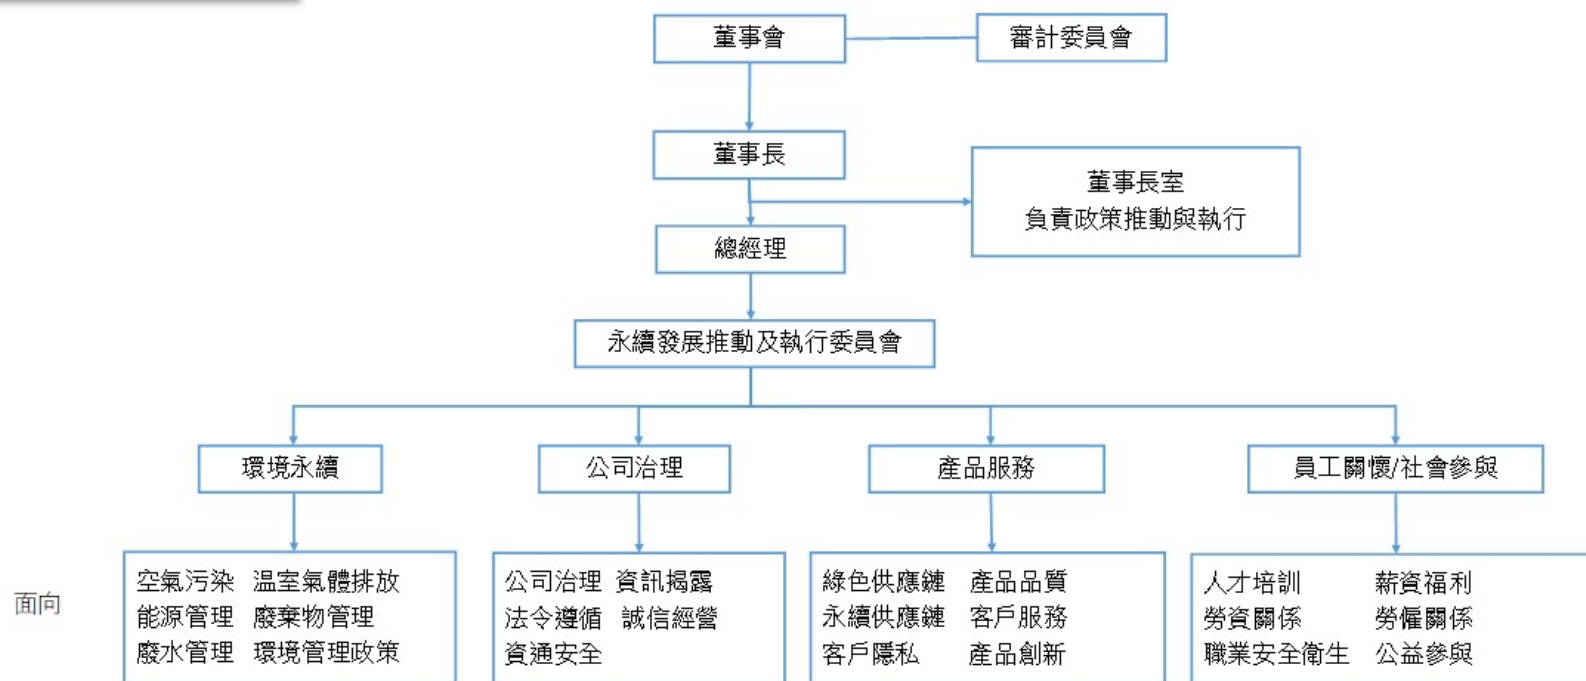 董事會
審計委員會
董事長
董事長室
負責政策推動與執行
總經理
永續發展推動及執行委員會
環境永續
公司治理
產品服務
員工關懷/社會參與
面向
空氣污染 温室氣體排放
能源管理 廢棄物管理
廢水管理 環境管理政策
公司治理 資訊揭露
法令遵循 誠信經營
資通安全
綠色供應鏈 產品品質
永續供應鏈 客戶服務
客戶隱私 產品創新
人才培訓 薪資福利
勞資關係 勞僱關係
職業安全衛生 公益參與